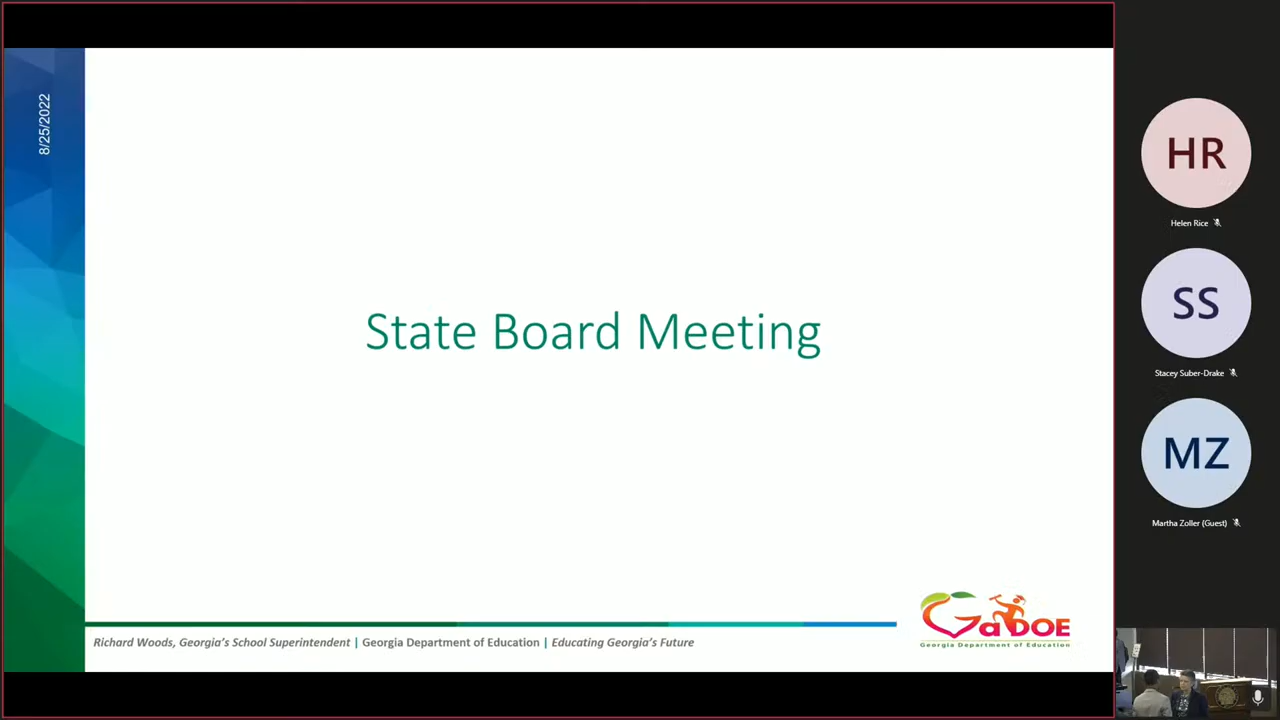 8/25/2022
State Board Meeting
Richard Woods, Georgia's School Superintendent | Georgia Department of Education | Educating Georgia's Future
GaDOE
Georgia Department of Education
HR
Helen Rice
SS
Stacey Suber-Drake
MZ
Martha Zoller (Guest)